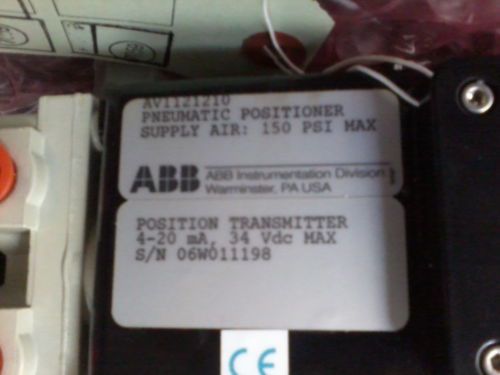 AV1121210
PNEUMATIC POSITIONER
SUPPLY AIR: 150 PSI MAX
ABB ABB Instrumentation Division
Warminster, PA USA
POSITION TRANSMITTER
4-20 mA, 34 Vdc MAX
S/N 06W011198
CE